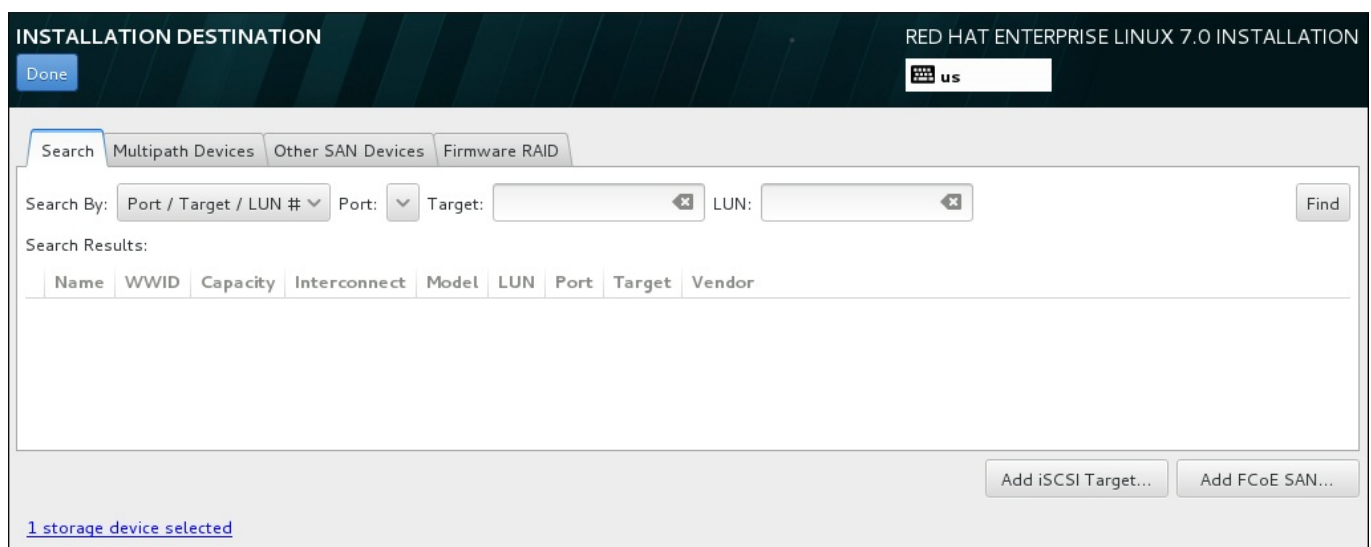 INSTALLATION DESTINATION
RED HAT ENTERPRISE LINUX 7.0 INSTALLATION
Done
us
Search Multipath Devices Other SAN Devices Firmware RAID
Search By: Port / Target / LUN # Port: Target: LUN: Find
Search Results:
Name WWID Capacity Interconnect Model LUN Port Target Vendor
Add iSCSI Target... Add FCoE SAN...
1 storage device selected